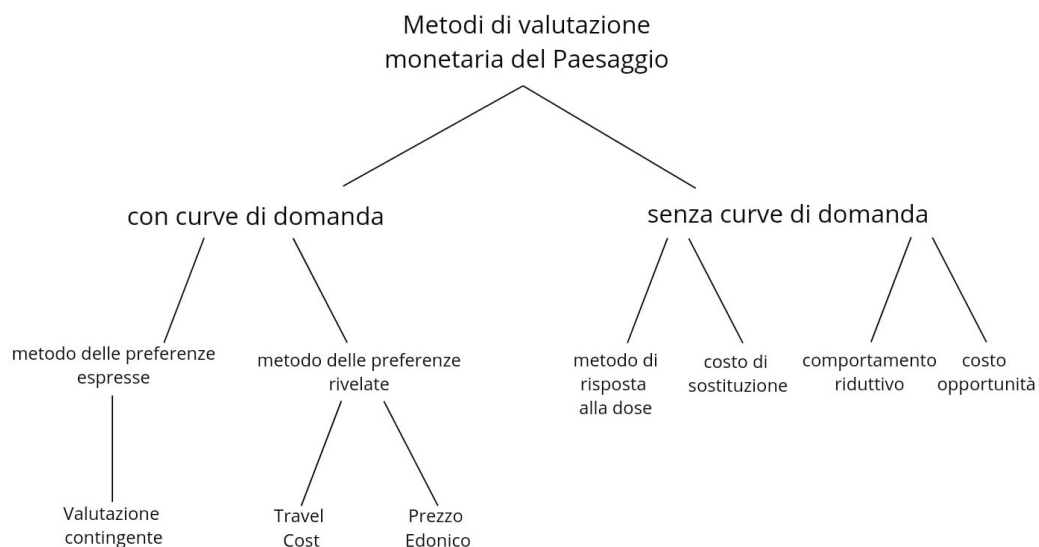 Metodi di valutazione
monetaria del Paesaggio
con curve di domanda
senza curve di domanda
metodo delle preferenze
espresse
metodo delle preferenze
rivelate
metodo di
risposta
alla dose
costo di
sostituzione
comportamento
riduttivo
costo
opportunità
Valutazione
contingente
Travel
Cost
Prezzo
Edonico